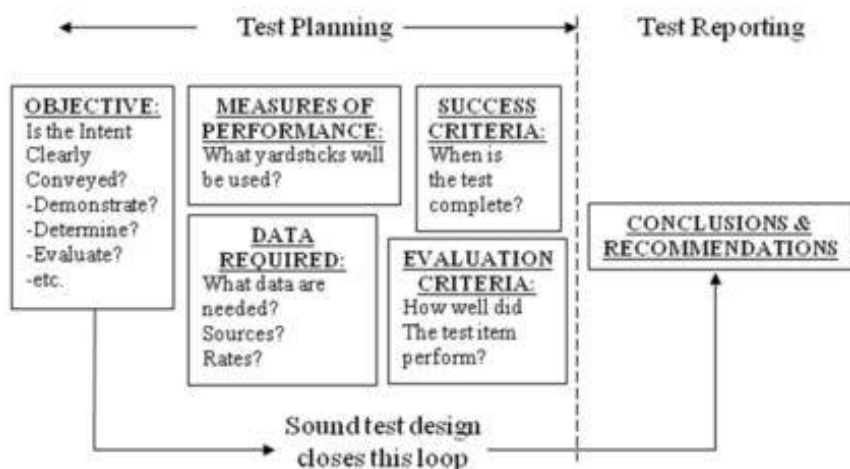 Test Planning
Test Reporting
OBJECTIVE:
Is the Intent
Clearly
Conveyed?
-Demonstrate?
-Determine?
-Evaluate?
-etc.
MEASURES OF
PERFORMANCE:
What yardsticks will
be used?
SUCCESS
CRITERIA:
When is
the test
complete?
DATA
REQUIRED:
What data are
needed?
Sources?
Rates?
EVALUATION
CRITERIA:
How well did
The test item
perform?
CONCLUSIONS &
RECOMMENDATIONS
Sound test design
closes this loop